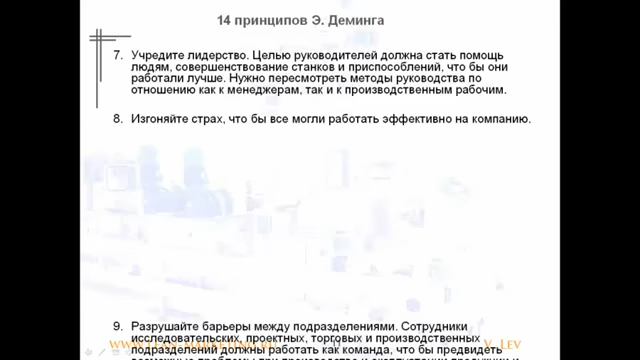 14 принципов Э. Деминга
7. Учредите лидерство. Целью руководителей должна стать помощь
людям, совершенствование станков и приспособлений, что бы они
работали лучше. Нужно пересмотреть методы руководства по
отношению как к менеджерам, так и к производственным рабочим.
8. Изгоняйте страх, что бы все могли работать эффективно на компанию.
9. Разрушайте барьеры между подразделениями. Сотрудники
исследовательских, проектных, торговых и производственных
подразделений должны работать как команда, что бы предвидеть
V. Lev